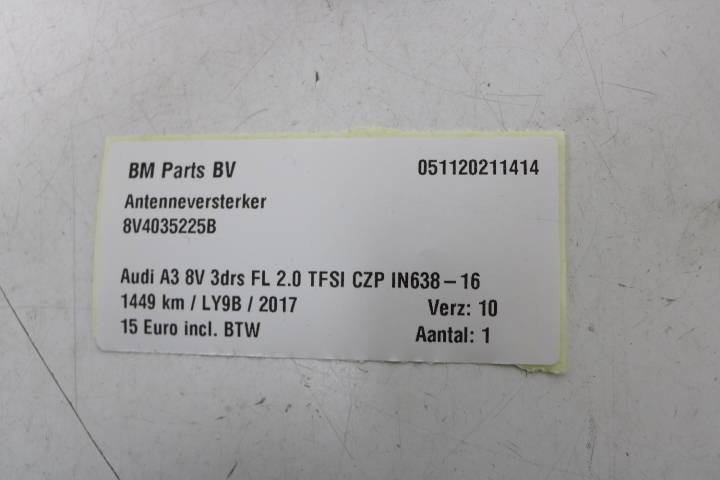 BM Parts BV 051120211414
Antenneversterker
8V4035225B
Audi A3 8V 3drs FL 2.0 TFSI CZP IN638-16
1449 km / LY9B / 2017 Verz: 10
15 Euro incl. BTW Aantal: 1